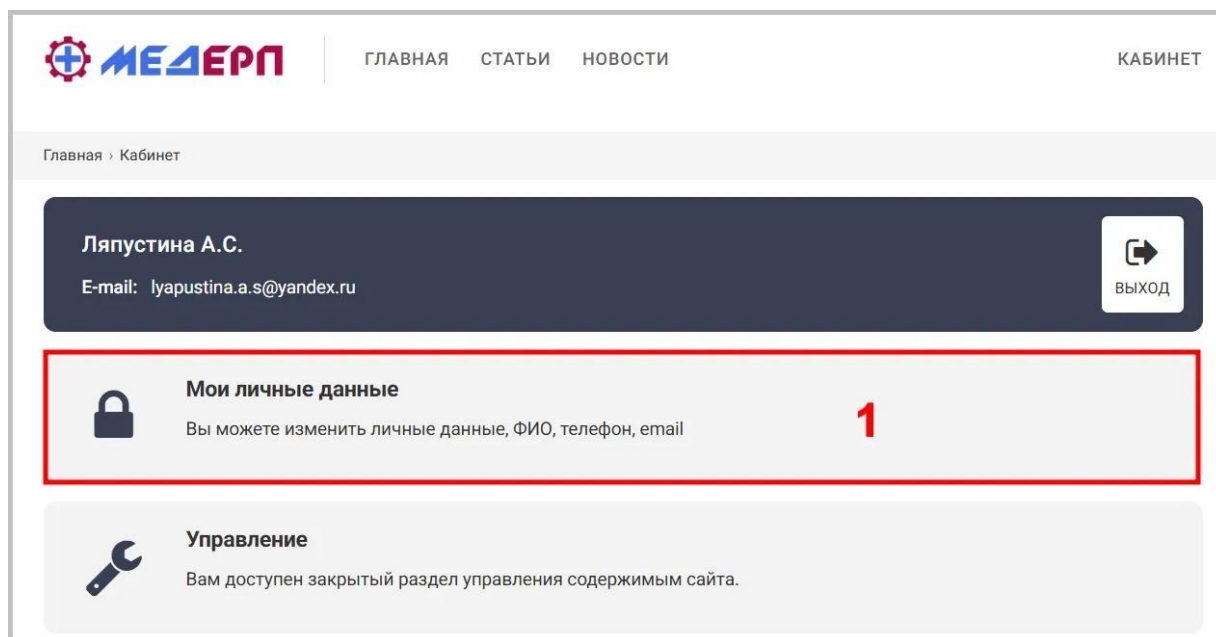 МЕДЕРП
ГЛАВНАЯ СТАТЬИ НОВОСТИ КАБИНЕТ
Главная › Кабинет
Ляпустина А.С.
E-mail: lyapustina.a.s@yandex.ru
ВЫХОД
Мои личные данные
Вы можете изменить личные данные, ФИО, телефон, email
1
Управление
Вам доступен закрытый раздел управления содержимым сайта.